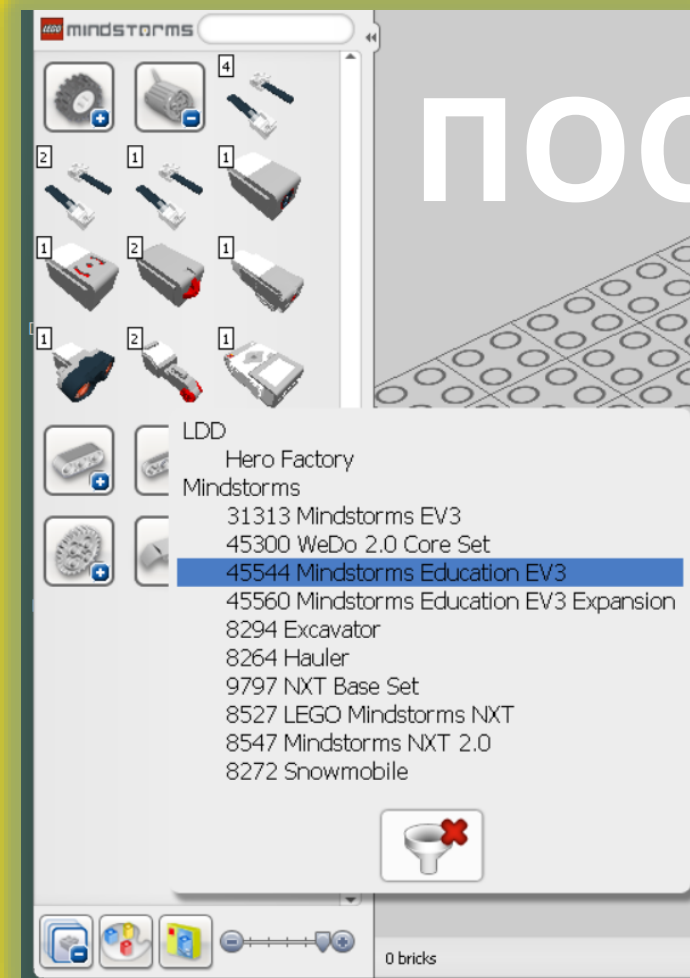 LEGO mindstorms
ПОС
4
2 1 1
1 2 1
1 2 1
LDD
Hero Factory
Mindstorms
31313 Mindstorms EV3
45300 WeDo 2.0 Core Set
45544 Mindstorms Education EV3
45560 Mindstorms Education EV3 Expansion
8294 Excavator
8264 Hauler
9797 NXT Base Set
8527 LEGO Mindstorms NXT
8547 Mindstorms NXT 2.0
8272 Snowmobile
0 bricks